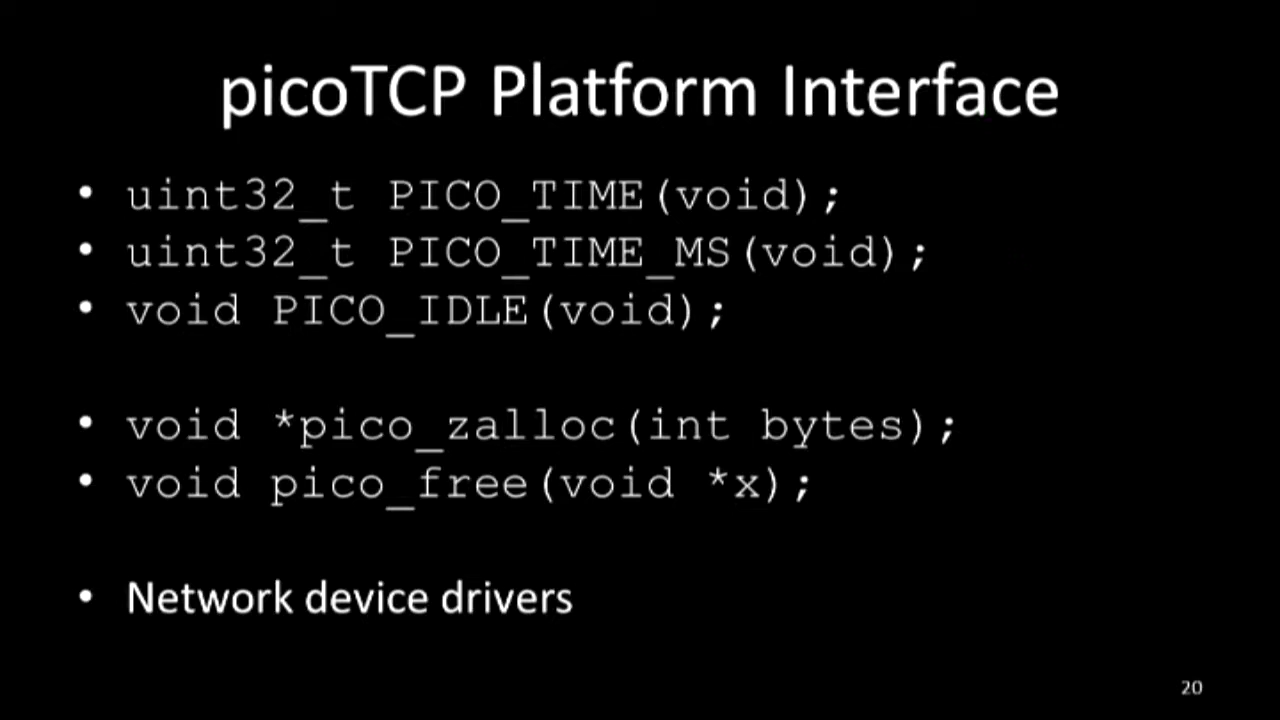 picoTCP Platform Interface
• uint32_t PICO_TIME(void);
• uint32_t PICO_TIME_MS(void);
• void PICO_IDLE(void);
• void *pico_zalloc(int bytes);
• void pico_free(void *x);
• Network device drivers
20